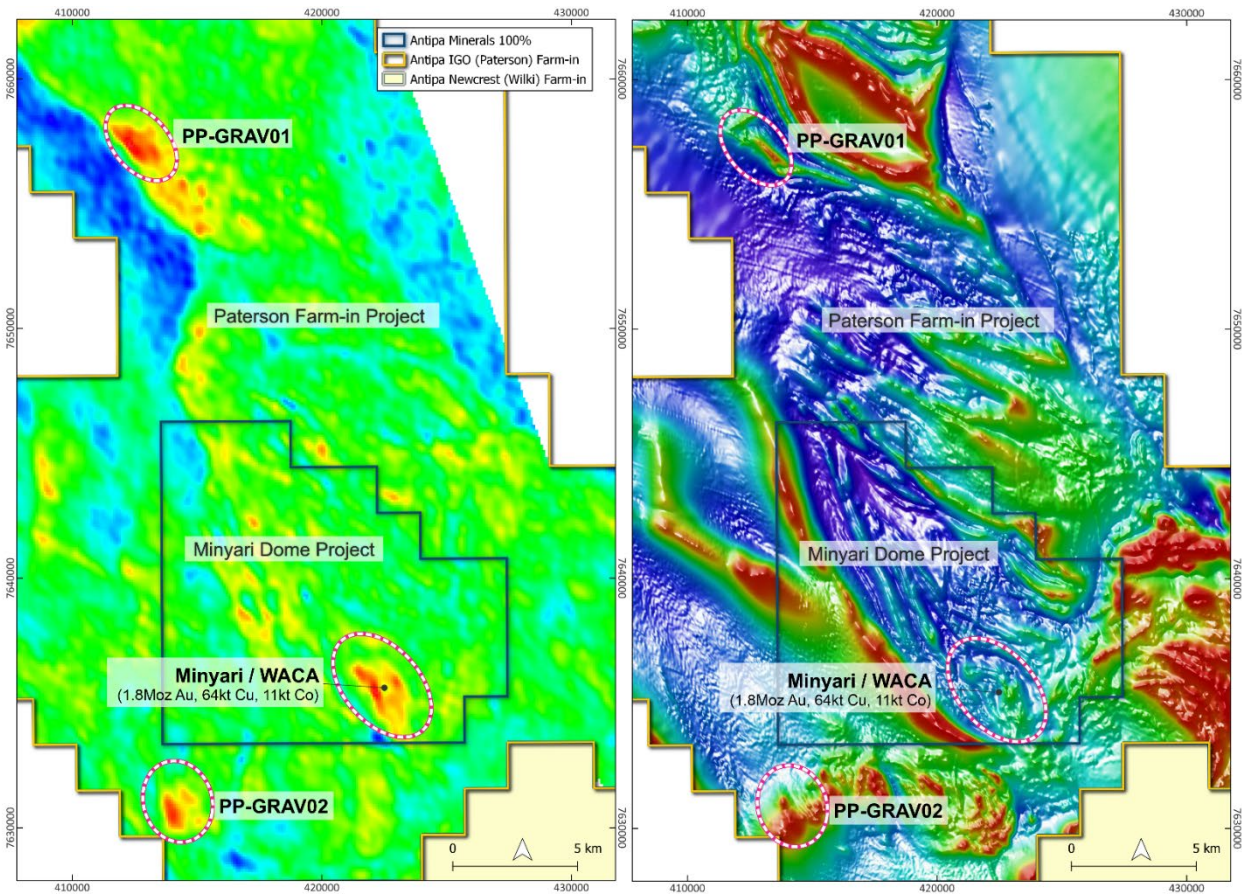 410000
420000
430000
Antipa Minerals 100%
Antipa IGO (Paterson) Farm-in
Antipa Newcrest (Wilki) Farm-in
7660000
7650000
7640000
7630000
PP-GRAV01
Paterson Farm-in Project
Minyari Dome Project
Minyari / WACA
(1.8Moz Au, 64kt Cu, 11kt Co)
PP-GRAV02
0
5 km
410000
420000
430000
410000
420000
430000
7660000
7650000
7640000
7630000
7660000
7650000
7640000
7630000
PP-GRAV01
Paterson Farm-in Project
Minyari Dome Project
Minyari / WACA
(1.8Moz Au, 64kt Cu, 11kt Co)
PP-GRAV02
0
5 km
410000
420000
430000